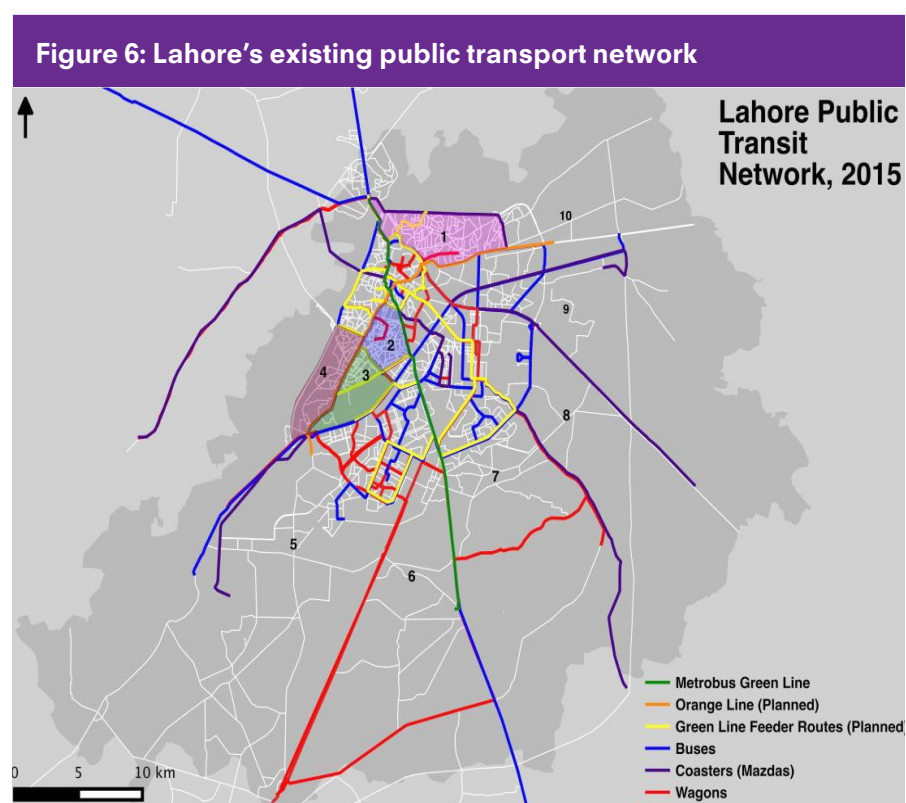 Figure 6: Lahore’s existing public transport network
Lahore Public
Transit
Network, 2015
10
1
9
2
4
3
8
7
5
6
Metrobus Green Line
Orange Line (Planned)
Green Line Feeder Routes (Planned)
Buses
Coasters (Mazdas)
Wagons
0 5 10 km